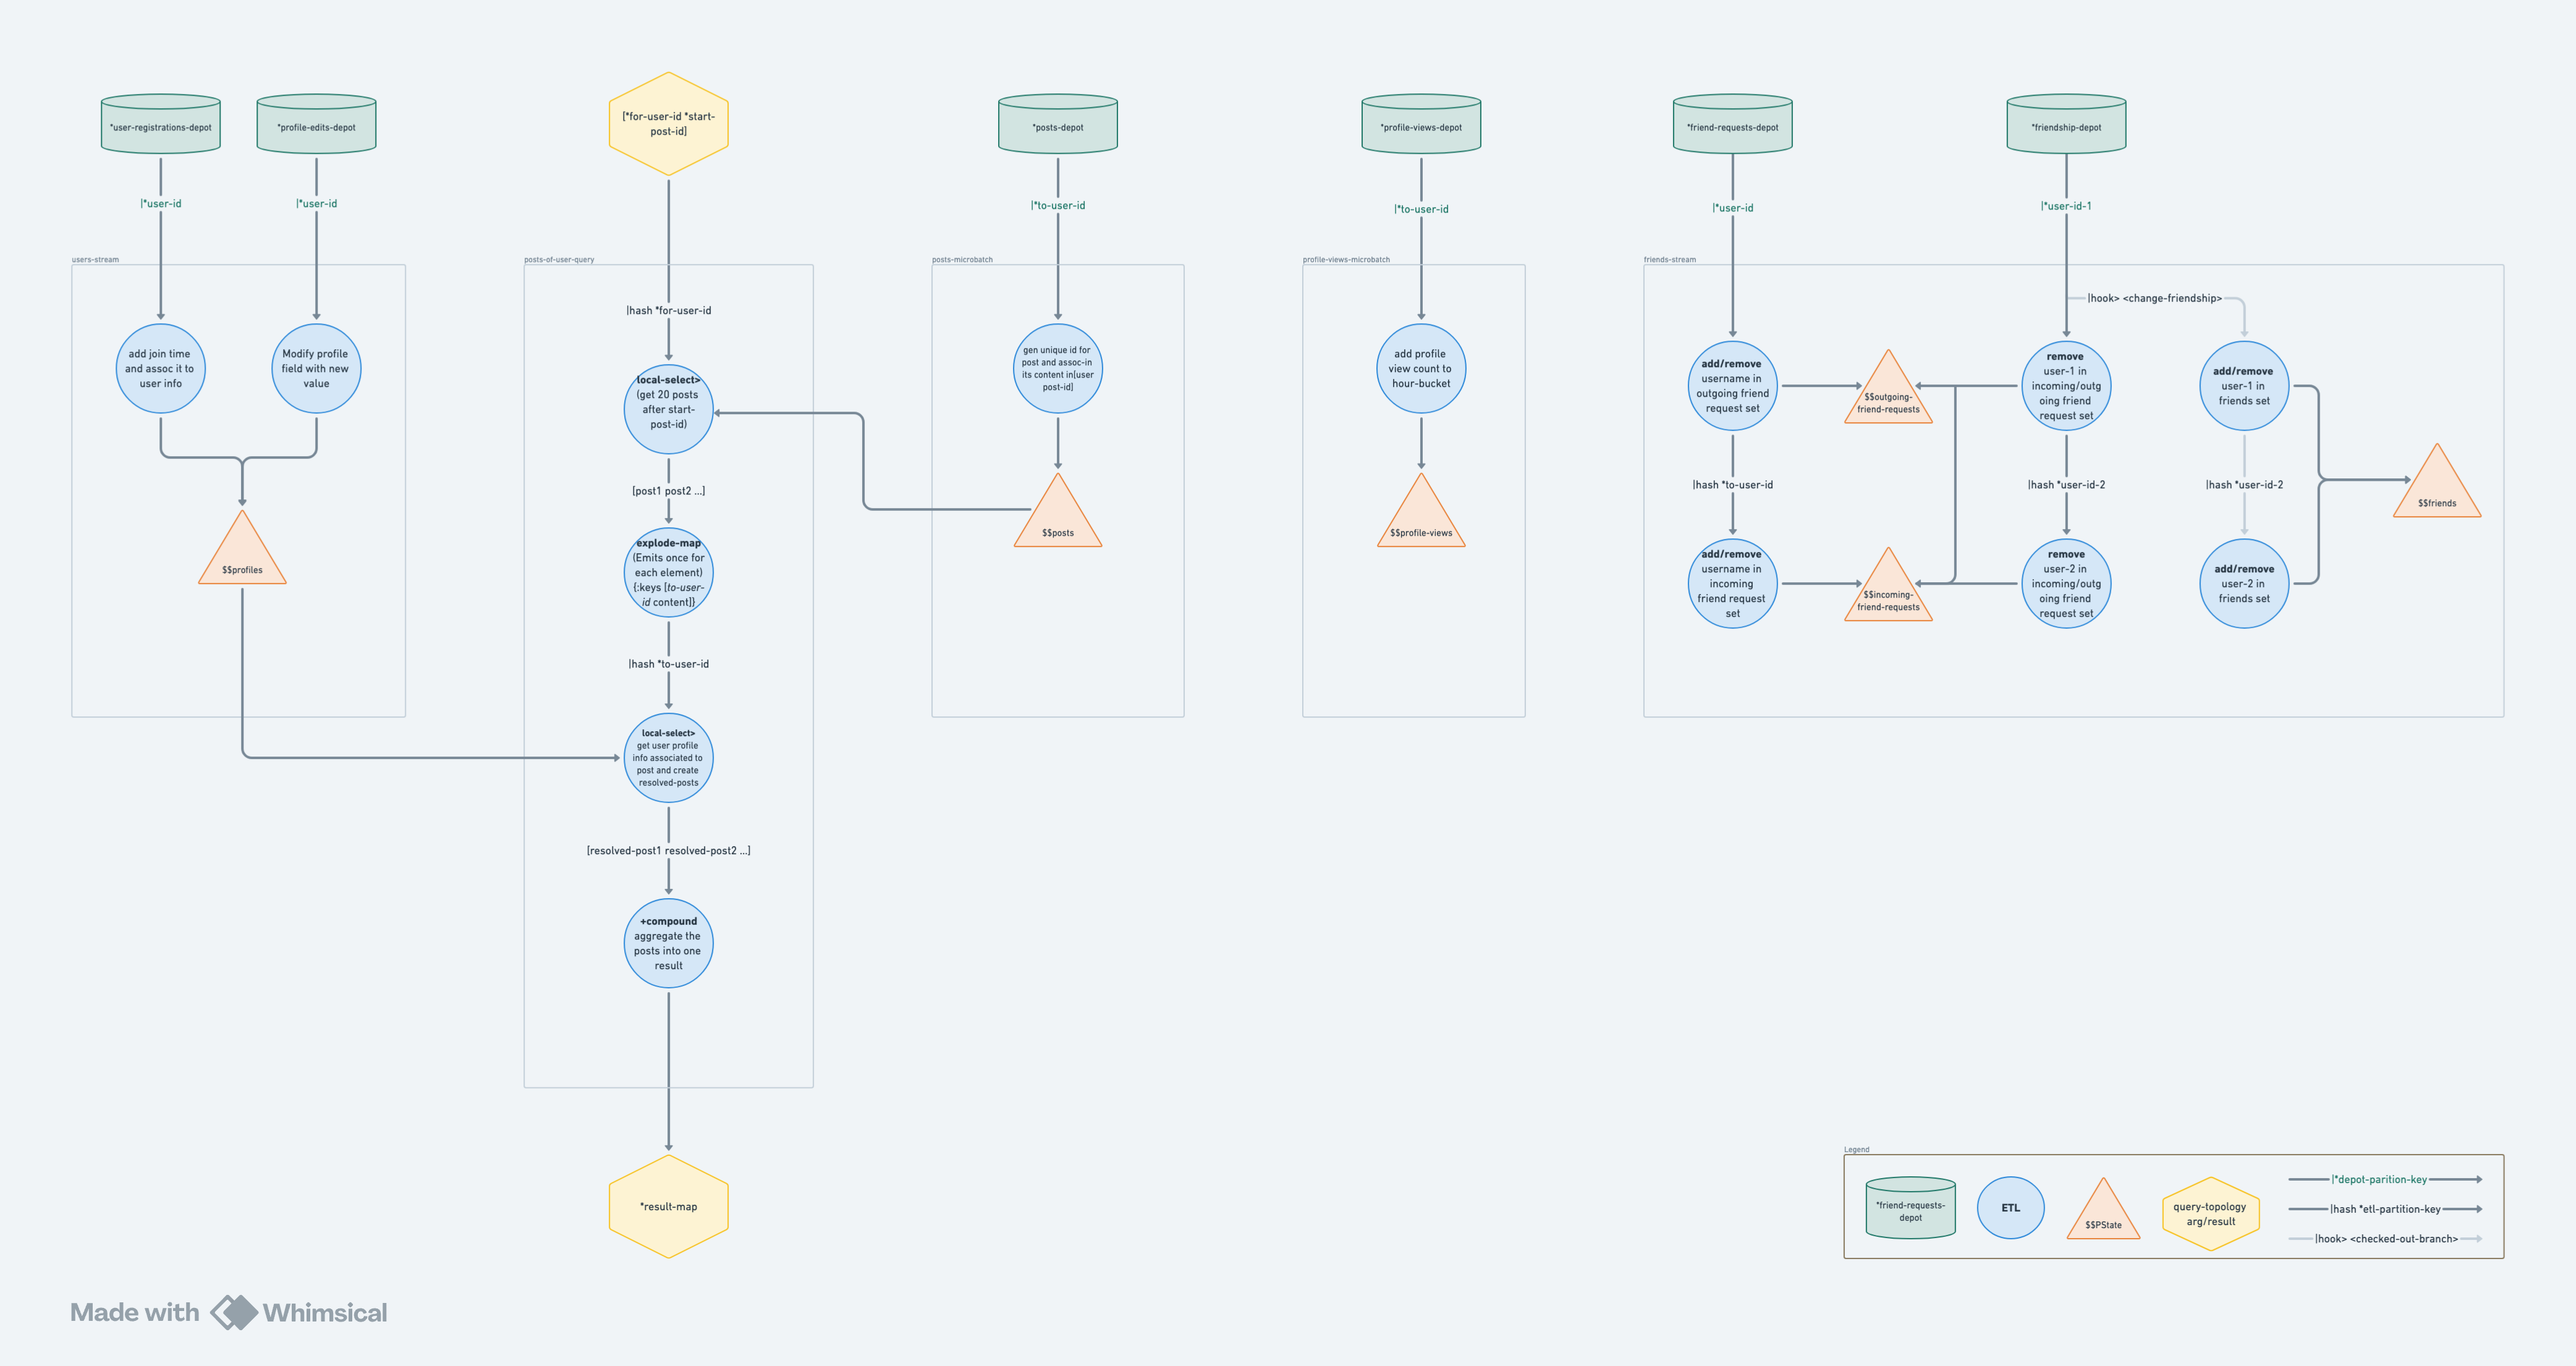 *user-registrations-depot
*profile-edits-depot
[*for-user-id *start-
post-id]
*posts-depot
*profile-views-depot
*friend-requests-depot
*friendship-depot
|*user-id
|*user-id
|*to-user-id
|*to-user-id
|*user-id
|*user-id-1
users-stream
add join time
and assoc it to
user info
Modify profile
field with new
value
$$profiles
posts-of-user-query
|hash *for-user-id
local-select>
(get 20 posts
after start-
post-id)
[post1 post2 ...]
explode-map
(Emits once for
each element)
{:keys [to-user-
id content]}
|hash *to-user-id
local-select>
get user profile
info associated to
post and create
resolved-posts
[resolved-post1 resolved-post2 ...]
+compound
aggregate the
posts into one
result
*result-map
posts-microbatch
gen unique id for
post and assoc-in
its content in[user
post-id]
$$posts
profile-views-microbatch
add profile
view count to
hour-bucket
$$profile-views
friends-stream
|hook> <change-friendship>
add/remove
username in
outgoing friend
request set
$$outgoing-
friend-requests
remove
user-1 in
incoming/outg
oing friend
request set
add/remove
user-1 in
friends set
|hash *to-user-id
|hash *user-id-2
|hash *user-id-2
$$friends
add/remove
username in
incoming
friend request
set
$$incoming-
friend-requests
remove
user-2 in
incoming/outg
oing friend
request set
add/remove
user-2 in
friends set
Legend
*friend-requests-
depot
ETL
$$PState
query-topology
arg/result
|*depot-parition-key
|hash *etl-partition-key
|hook> <checked-out-branch>
Made with Whimsical